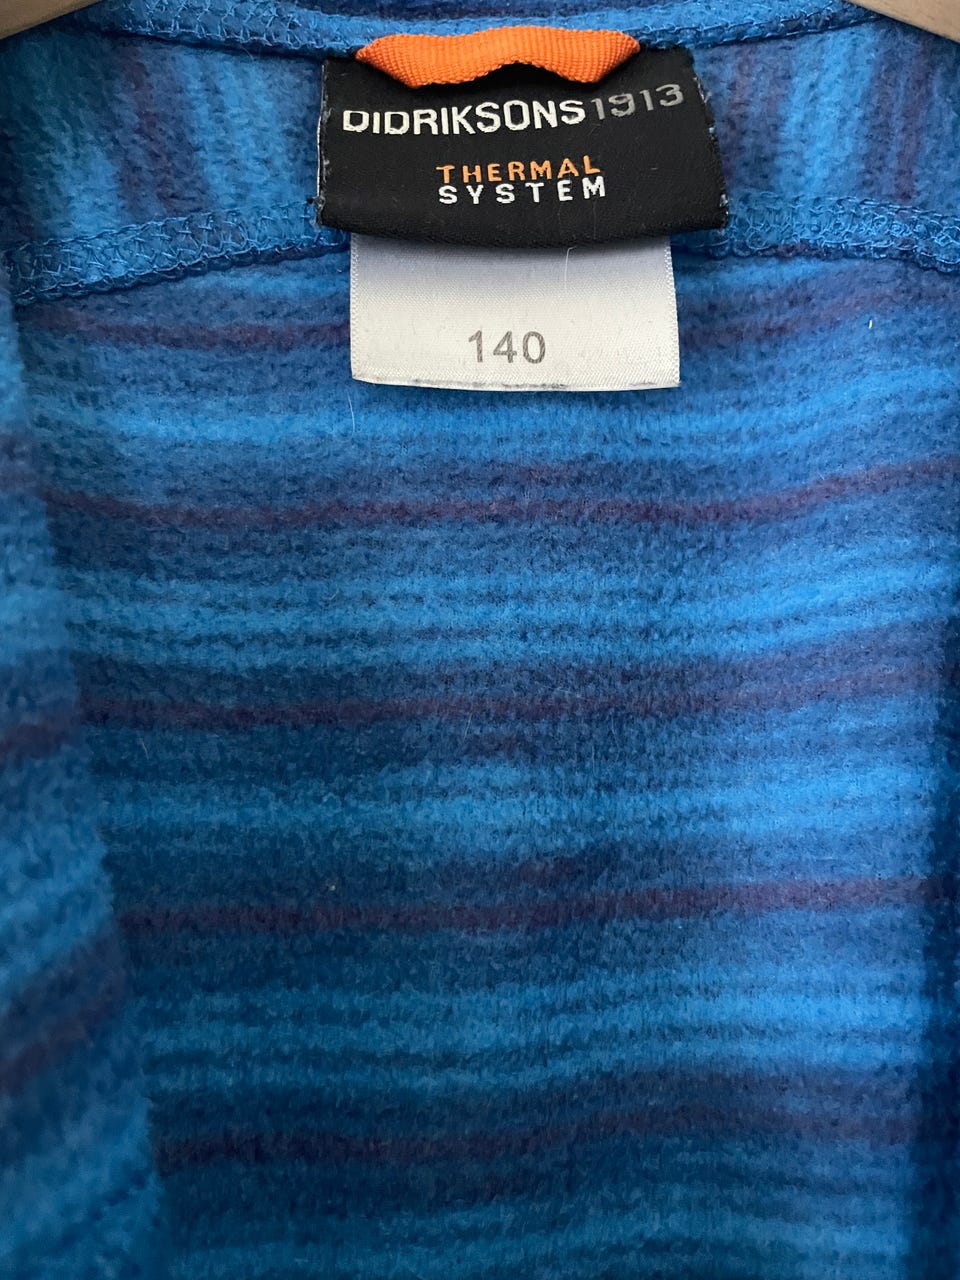 DIDRIKSONS1913
THERMAL
SYSTEM
140